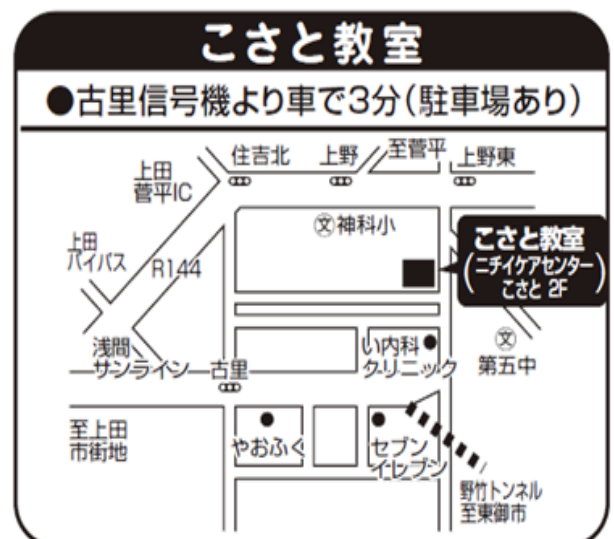 こさと教室
●古里信号機より車で3分(駐車場あり)
住吉北
上野
至菅平
上野東
上田
菅平IC
神科小
文
こさと教室
(ニチイケアセンター
こさと 2F)
上田
バイパス
R144
浅間
サンライン
古里
い内科
クリニック
文
第五中
至上田
市街地
やおふく
セブン
イレブン
野竹トンネル
至東御市